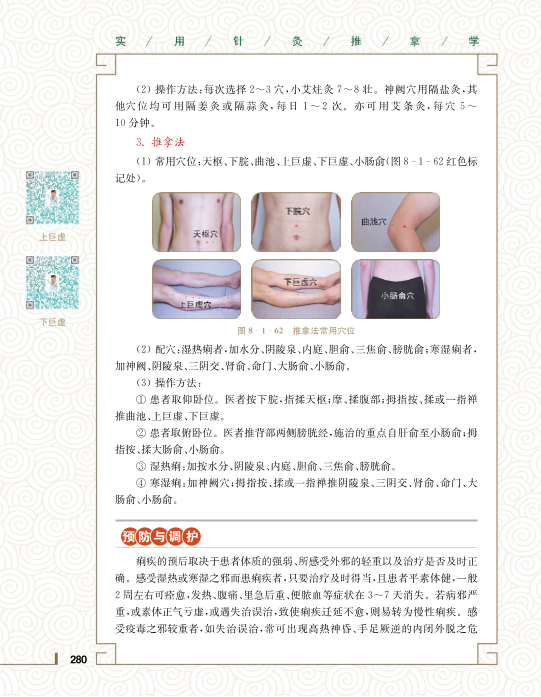 实 / 用 / 针 / 灸 / 推 / 拿 / 学
(2) 操作方法:每次选择 2～3 穴,小艾炷灸 7～8 壮。神阙穴用隔盐灸,其
他穴位均可用隔姜灸或隔蒜灸,每日 1～2 次。亦可用艾条灸,每穴 5～
10 分钟。
3. 推拿法
(1) 常用穴位:天枢、下脘、曲池、上巨虚、下巨虚、小肠俞(图 8-1-62 红色标
记处)。
上巨虚
下巨虚
天枢穴
下脘穴
曲池穴
上巨虚穴
下巨虚穴
小肠俞穴
图 8-1-62 推拿法常用穴位
(2) 配穴:湿热痢者,加水分、阴陵泉、内庭、胆俞、三焦俞、膀胱俞;寒湿痢者,
加神阙、阴陵泉、三阴交、肾俞、命门、大肠俞、小肠俞。
(3) 操作方法:
① 患者取仰卧位。医者按下脘,指揉天枢;摩、揉腹部;拇指按、揉或一指禅
推曲池、上巨虚、下巨虚。
② 患者取俯卧位。医者推背部两侧膀胱经,施治的重点自肝俞至小肠俞;拇
指按、揉大肠俞、小肠俞。
③ 湿热痢:加按水分、阴陵泉、内庭、胆俞、三焦俞、膀胱俞。
④ 寒湿痢:加神阙穴;拇指按、揉或一指禅推阴陵泉、三阴交、肾俞、命门、大
肠俞、小肠俞。
预防与调护
痢疾的预后取决于患者体质的强弱、所感受外邪的轻重以及治疗是否及时正
确。感受湿热或寒湿之邪而患痢疾者,只要治疗及时得当,且患者平素体健,一般
2 周左右可痊愈,发热、腹痛、里急后重、便脓血等症状在 3～7 天消失。若病邪严
重,或素体正气亏虚,或遇失治误治,致使痢疾迁延不愈,则易转为慢性痢疾。感
受疫毒之邪较重者,如失治误治,常可出现高热神昏、手足厥逆的内闭外脱之危
280